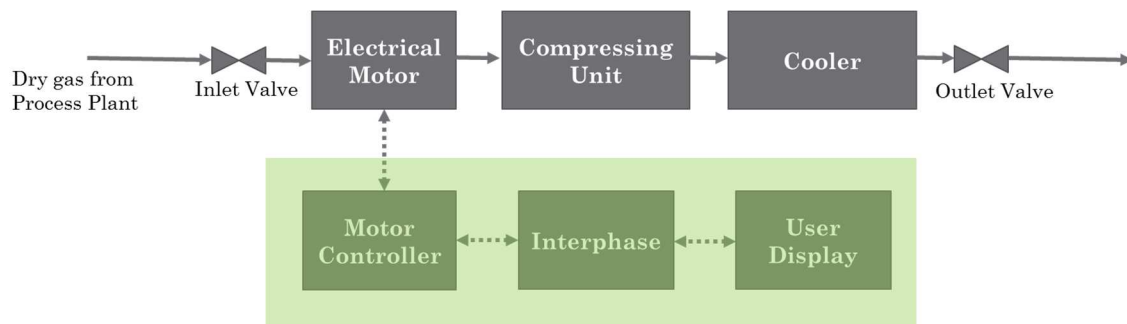 Electrical
Motor
Compressing
Unit
Cooler
Dry gas from
Process Plant
Inlet Valve
Outlet Valve
Motor
Controller
Interphase
User
Display